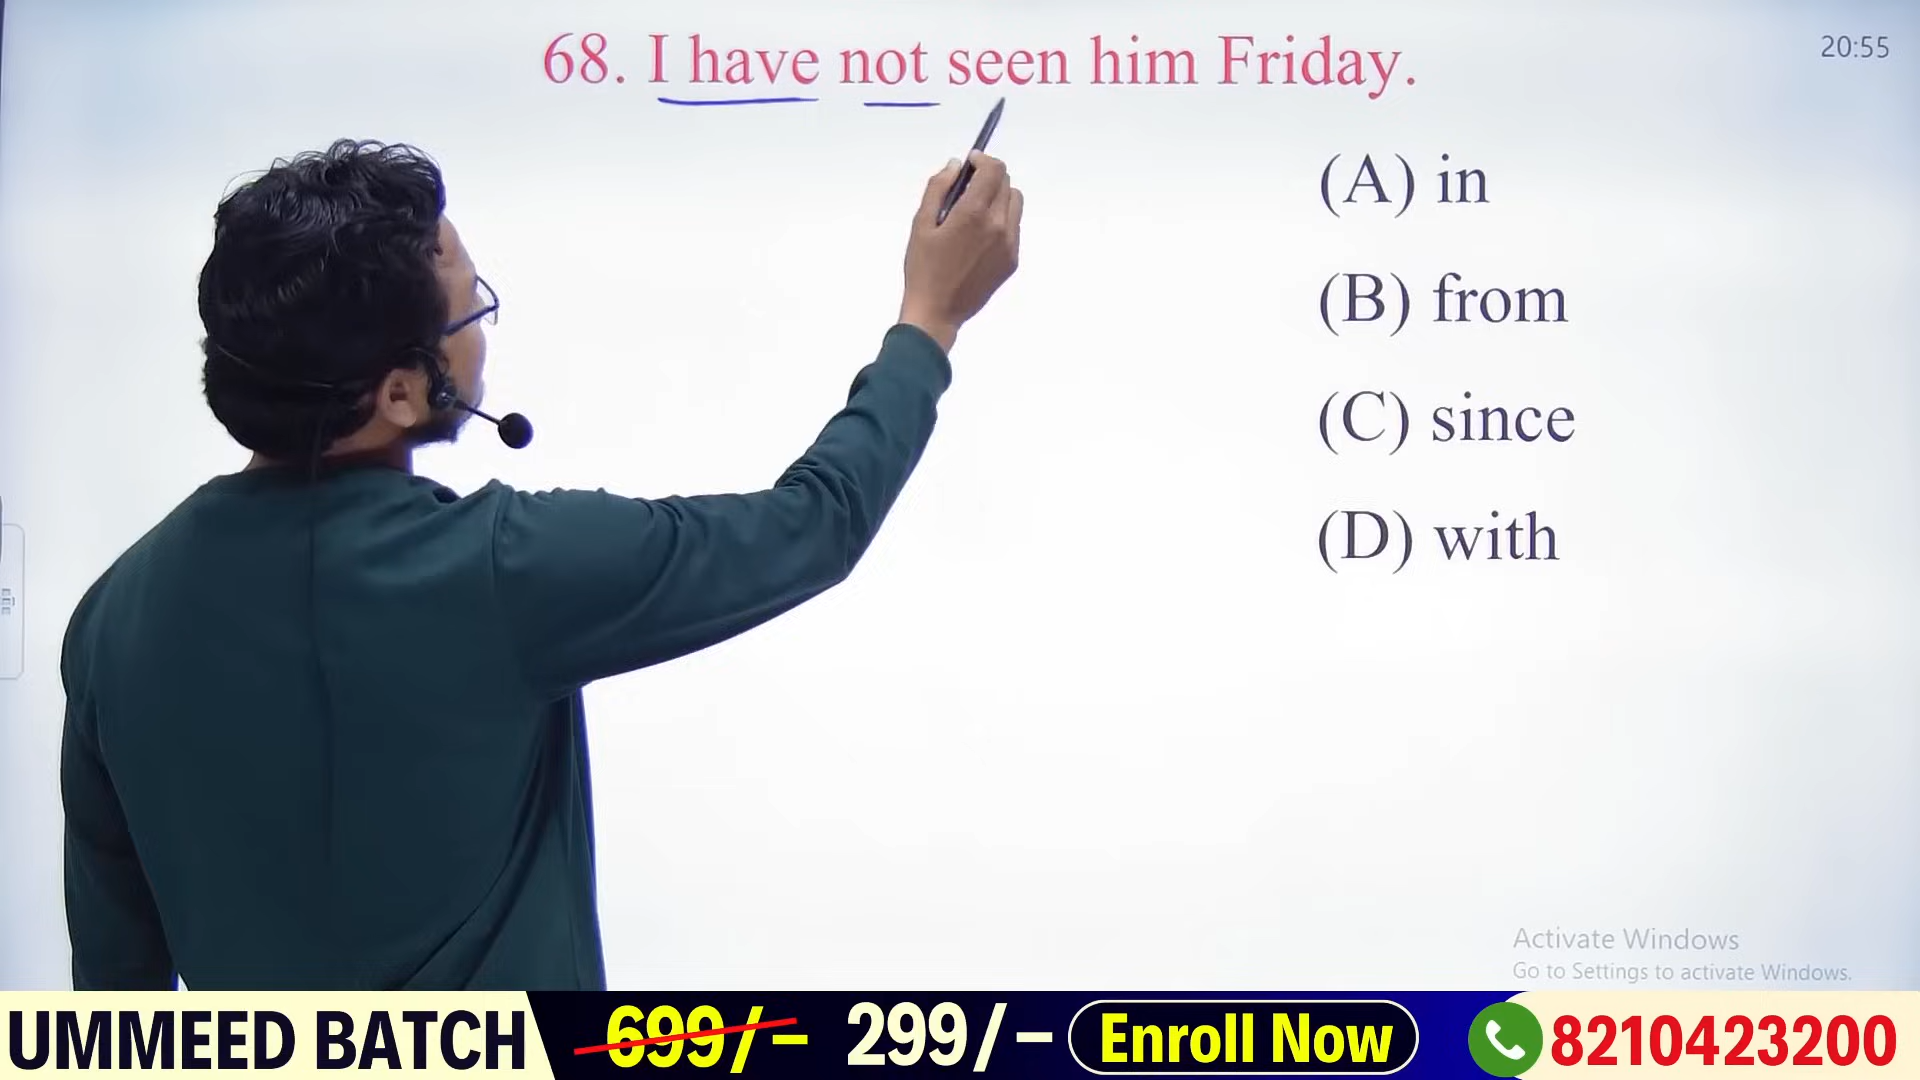 68. I have not seen him Friday.
20:55
(A) in
(B) from
(C) since
(D) with
Activate Windows
Go to Settings to activate Windows.
UMMEED BATCH 699/- 299/- Enroll Now 8210423200